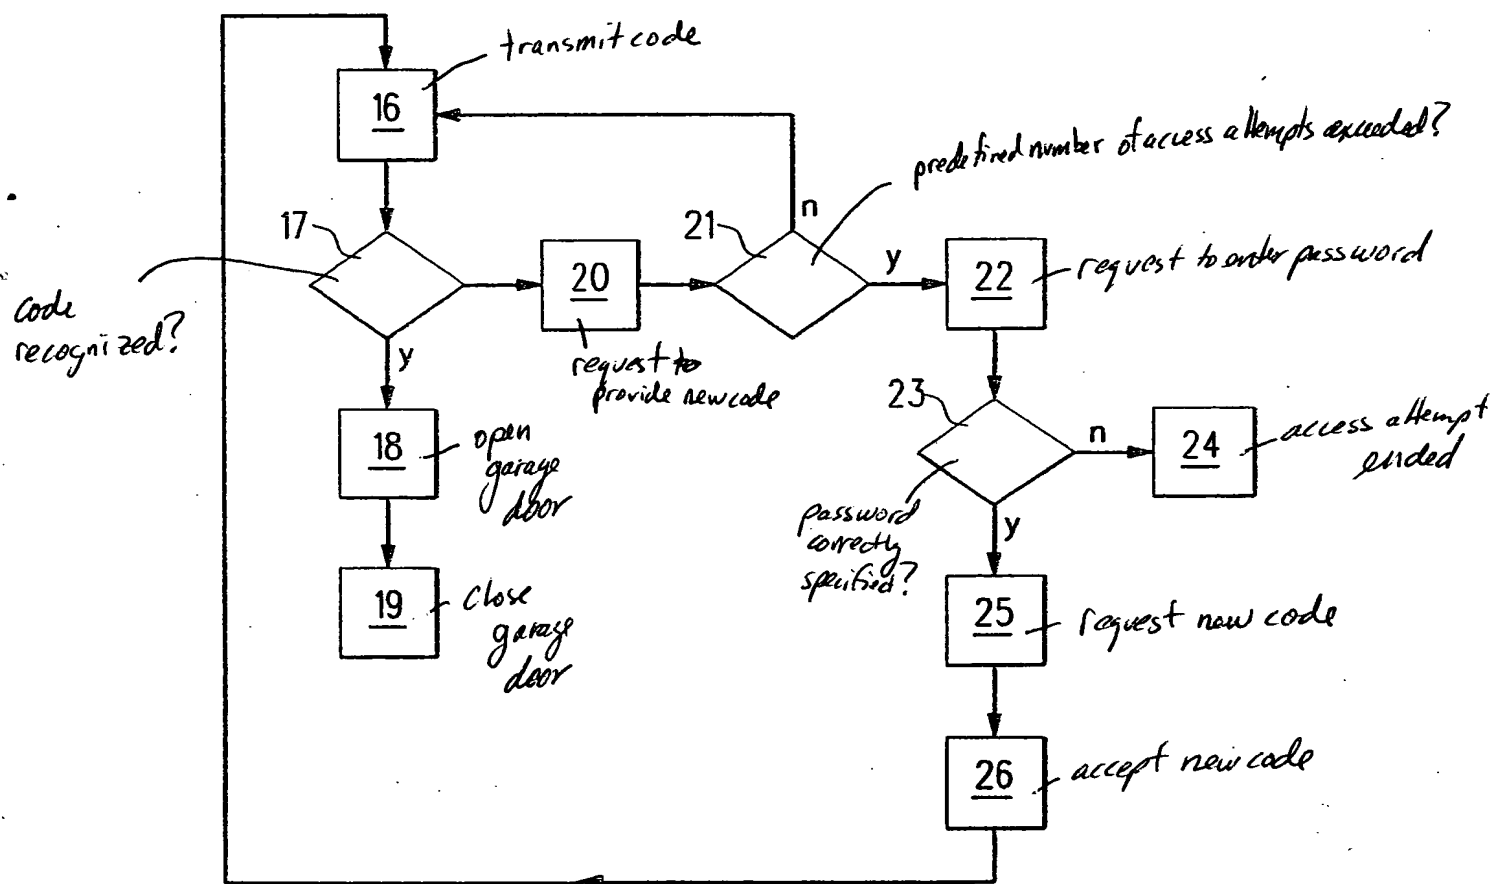 transmit code
16
predefined number of access attempts exceeded?
n
17
21
y
20
22
request to enter password
code
recognized?
y
request to
provide new code
23
n
18
open
garage
door
24
access attempt
ended
password
correctly
specified?
y
19
close
garage
door
25
request new code
26
accept new code